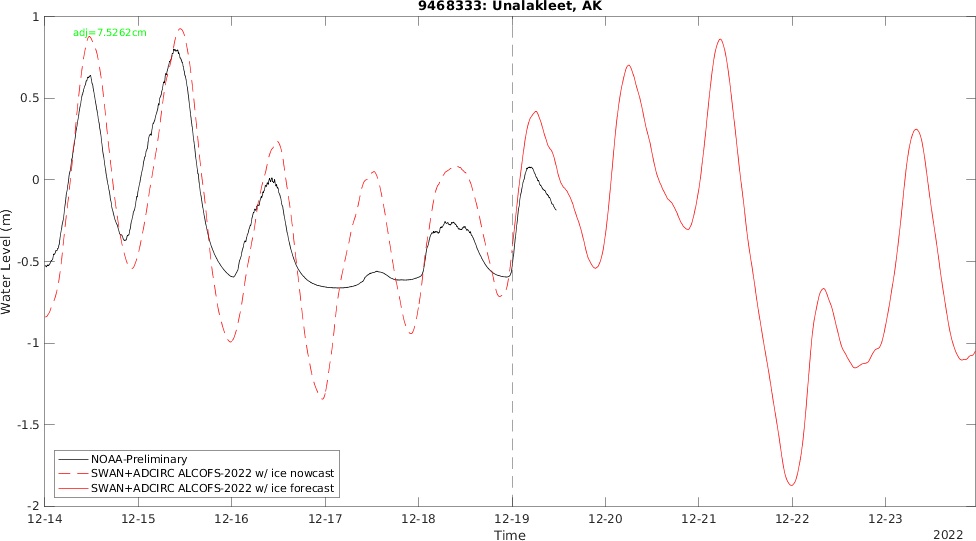 9468333: Unalakleet, AK
adj=7.5262cm
1
0.5
0
-0.5
-1
-1.5
-2
Water Level (m)
NOAA-Preliminary
SWAN+ADCIRC ALCOFS-2022 w/ ice nowcast
SWAN+ADCIRC ALCOFS-2022 w/ ice forecast
12-14 12-15 12-16 12-17 12-18 12-19 12-20 12-21 12-22 12-23
Time
2022